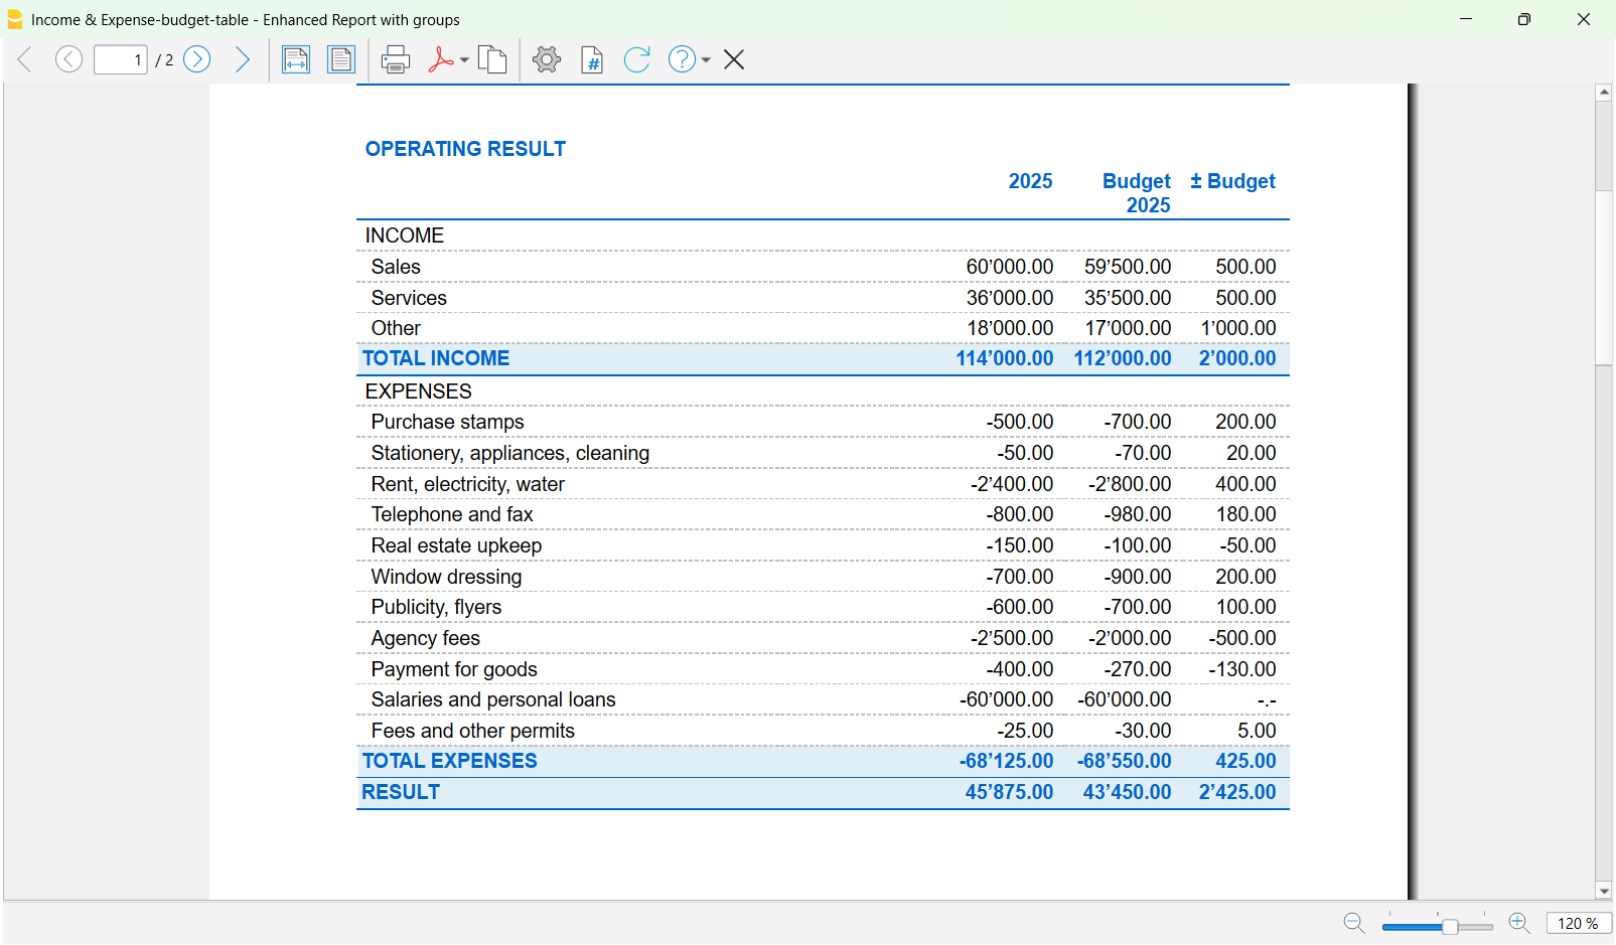 Income & Expense-budget-table - Enhanced Report with groups
1 / 2
#
?
OPERATING RESULT
2025 Budget 2025 ± Budget
INCOME
Sales 60’000.00 59’500.00 500.00
Services 36’000.00 35’500.00 500.00
Other 18’000.00 17’000.00 1’000.00
TOTAL INCOME 114’000.00 112’000.00 2’000.00
EXPENSES
Purchase stamps -500.00 -700.00 200.00
Stationery, appliances, cleaning -50.00 -70.00 20.00
Rent, electricity, water -2’400.00 -2’800.00 400.00
Telephone and fax -800.00 -980.00 180.00
Real estate upkeep -150.00 -100.00 -50.00
Window dressing -700.00 -900.00 200.00
Publicity, flyers -600.00 -700.00 100.00
Agency fees -2’500.00 -2’000.00 -500.00
Payment for goods -400.00 -270.00 -130.00
Salaries and personal loans -60’000.00 -60’000.00 -.-
Fees and other permits -25.00 -30.00 5.00
TOTAL EXPENSES -68’125.00 -68’550.00 425.00
RESULT 45’875.00 43’450.00 2’425.00
120 %